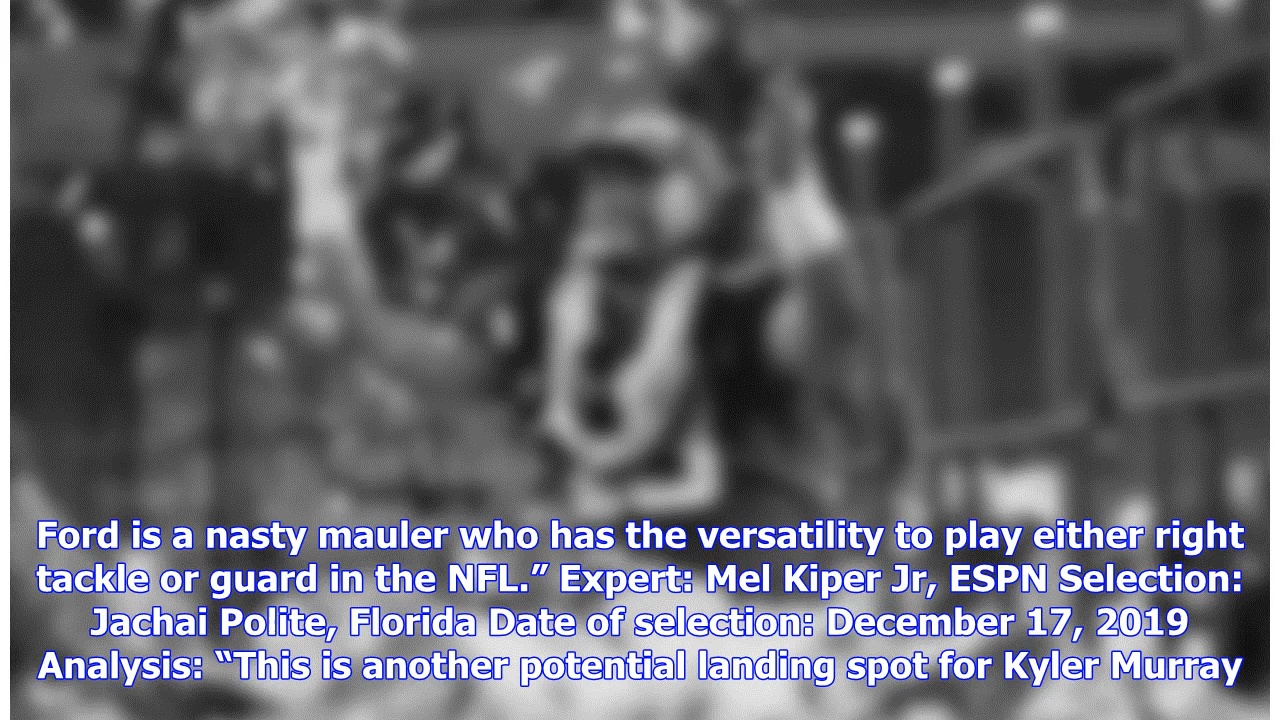 Ford is a nasty mauler who has the versatility to play either right
tackle or guard in the NFL.” Expert: Mel Kiper Jr, ESPN Selection:
Jachai Polite, Florida Date of selection: December 17, 2019
Analysis: “This is another potential landing spot for Kyler Murray